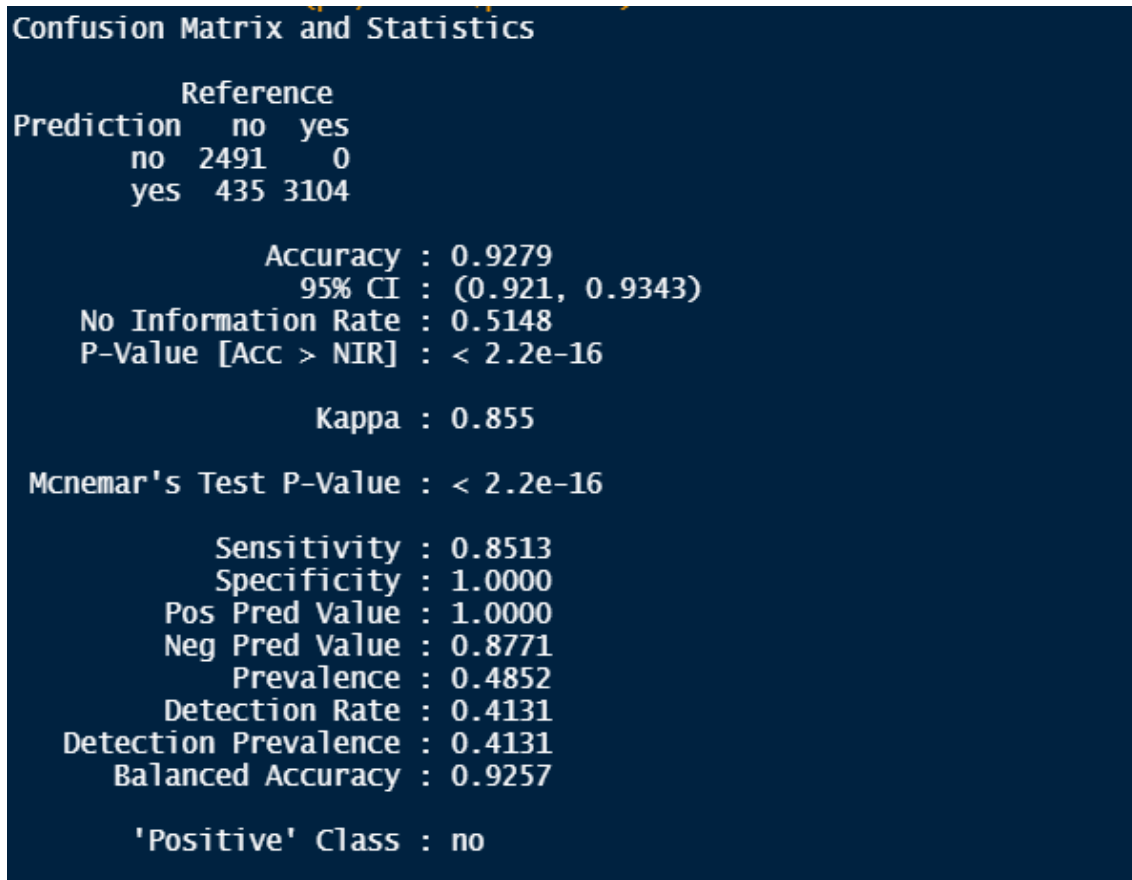 Confusion Matrix and Statistics
Reference
Prediction no yes
no 2491 0
yes 435 3104
Accuracy : 0.9279
95% CI : (0.921, 0.9343)
No Information Rate : 0.5148
P-Value [Acc > NIR] : < 2.2e-16
Kappa : 0.855
Mcnemar's Test P-Value : < 2.2e-16
Sensitivity : 0.8513
Specificity : 1.0000
Pos Pred Value : 1.0000
Neg Pred Value : 0.8771
Prevalence : 0.4852
Detection Rate : 0.4131
Detection Prevalence : 0.4131
Balanced Accuracy : 0.9257
'Positive' Class : no